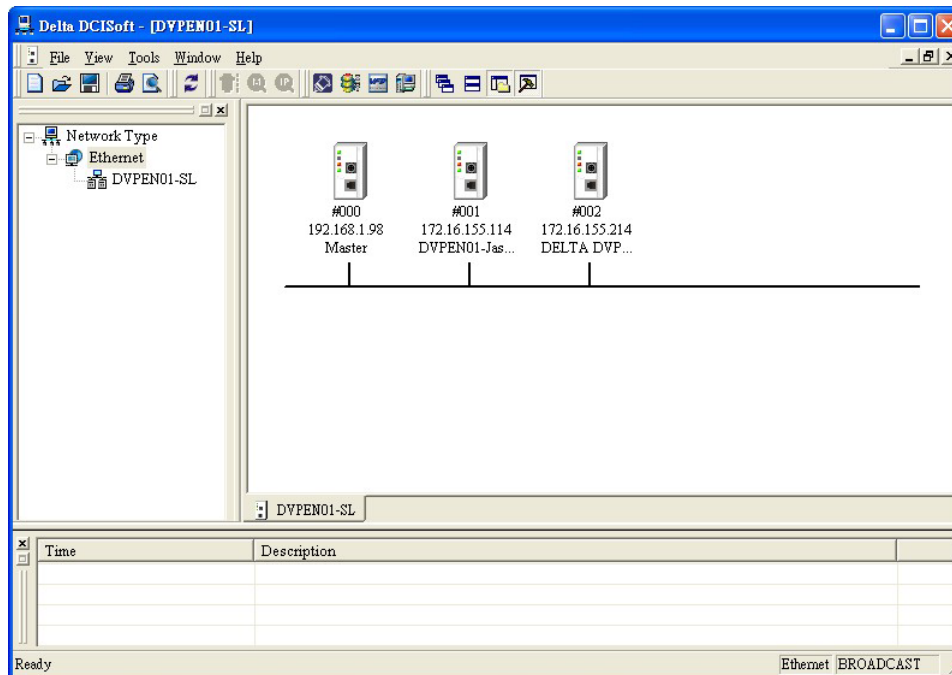 Delta DCISoft - [DVPEN01-SL]
File View Tools Window Help
Network Type
Ethernet
DVPEN01-SL
#000
192.168.1.98
Master
#001
172.16.155.114
DVPEN01-Jas...
#002
172.16.155.214
DELTA DVP...
DVPEN01-SL
Time Description
Ready Ethernet BROADCAST